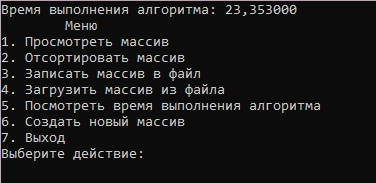 Время выполнения алгоритма: 23,353000
Меню
1. Просмотреть массив
2. Отсортировать массив
3. Записать массив в файл
4. Загрузить массив из файла
5. Посмотреть время выполнения алгоритма
6. Создать новый массив
7. Выход
Выберите действие: